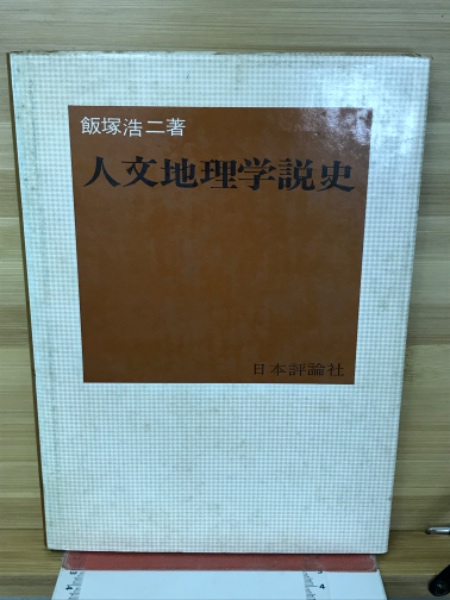 飯塚浩二著
人文地理学説史
日本評論社